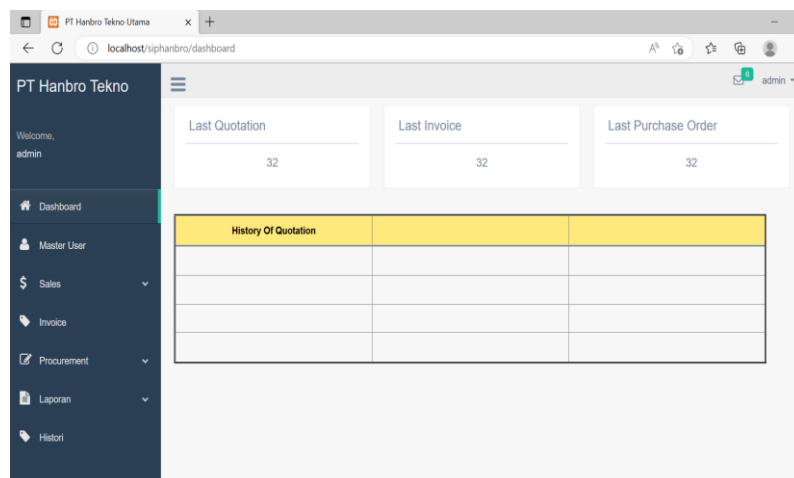 PT Hanbro Tekno Utama
localhost/siphanbro/dashboard
PT Hanbro Tekno
admin
Welcome,
admin
Last Quotation
Last Invoice
Last Purchase Order
32
32
32
Dashboard
Master User
Sales
Invoice
Procurement
Laporan
Histori
History Of Quotation